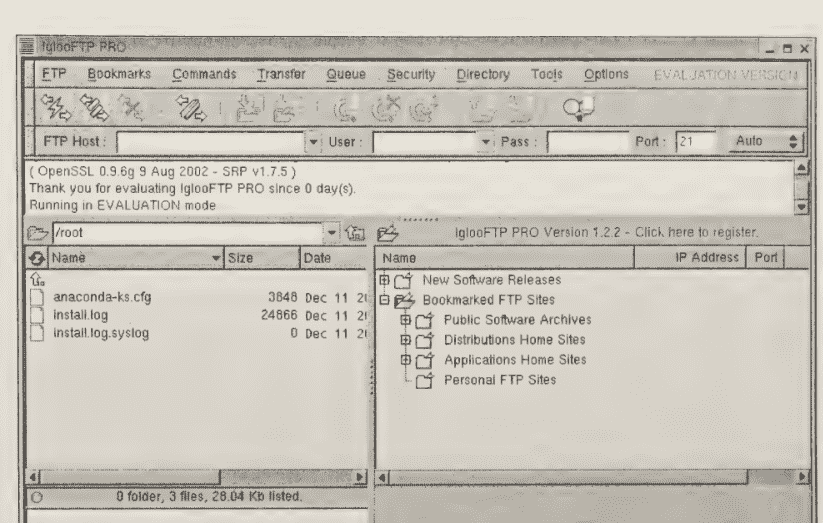 IglooFTP PRO
FTP Bookmarks Commands Transfer Queue Security Directory Tools Options EVALUATION VERSION
FTP Host : User : Pass : Port : 21 Auto
( OpenSSL 0.9.6g 9 Aug 2002 - SRP v1.7.5 )
Thank you for evaluating IglooFTP PRO since 0 day(s).
Running in EVALUATION mode
/root IglooFTP PRO Version 1.2.2 - Click here to register.
Name Size Date Name IP Address Port
New Software Releases
anaconda-ks.cfg 3848 Dec 11 Bookmarked FTP Sites
install.log 24866 Dec 11 Public Software Archives
install.log.syslog 0 Dec 11 Distributions Home Sites
Applications Home Sites
Personal FTP Sites
0 folder, 3 files, 28.04 Kb listed.